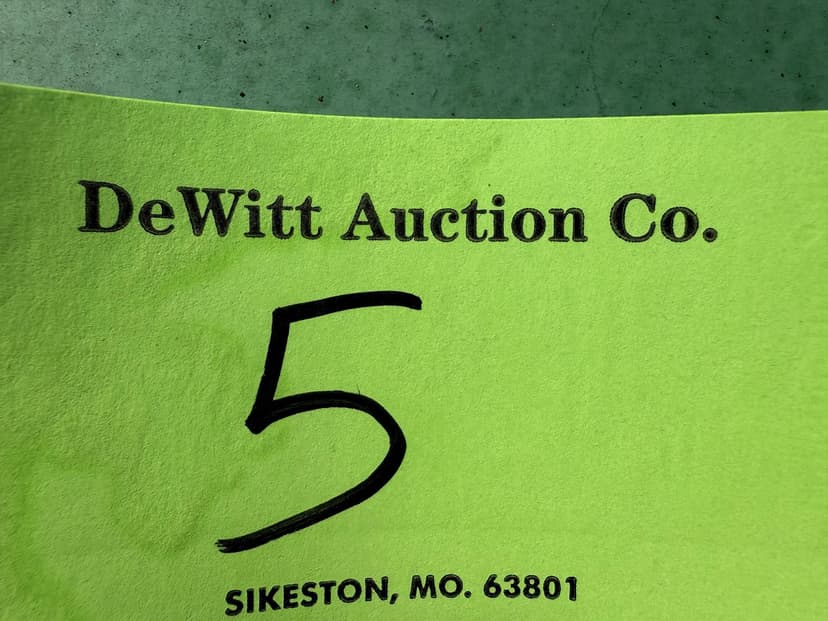 DeWitt Auction Co.
5
SIKESTON, MO. 63801